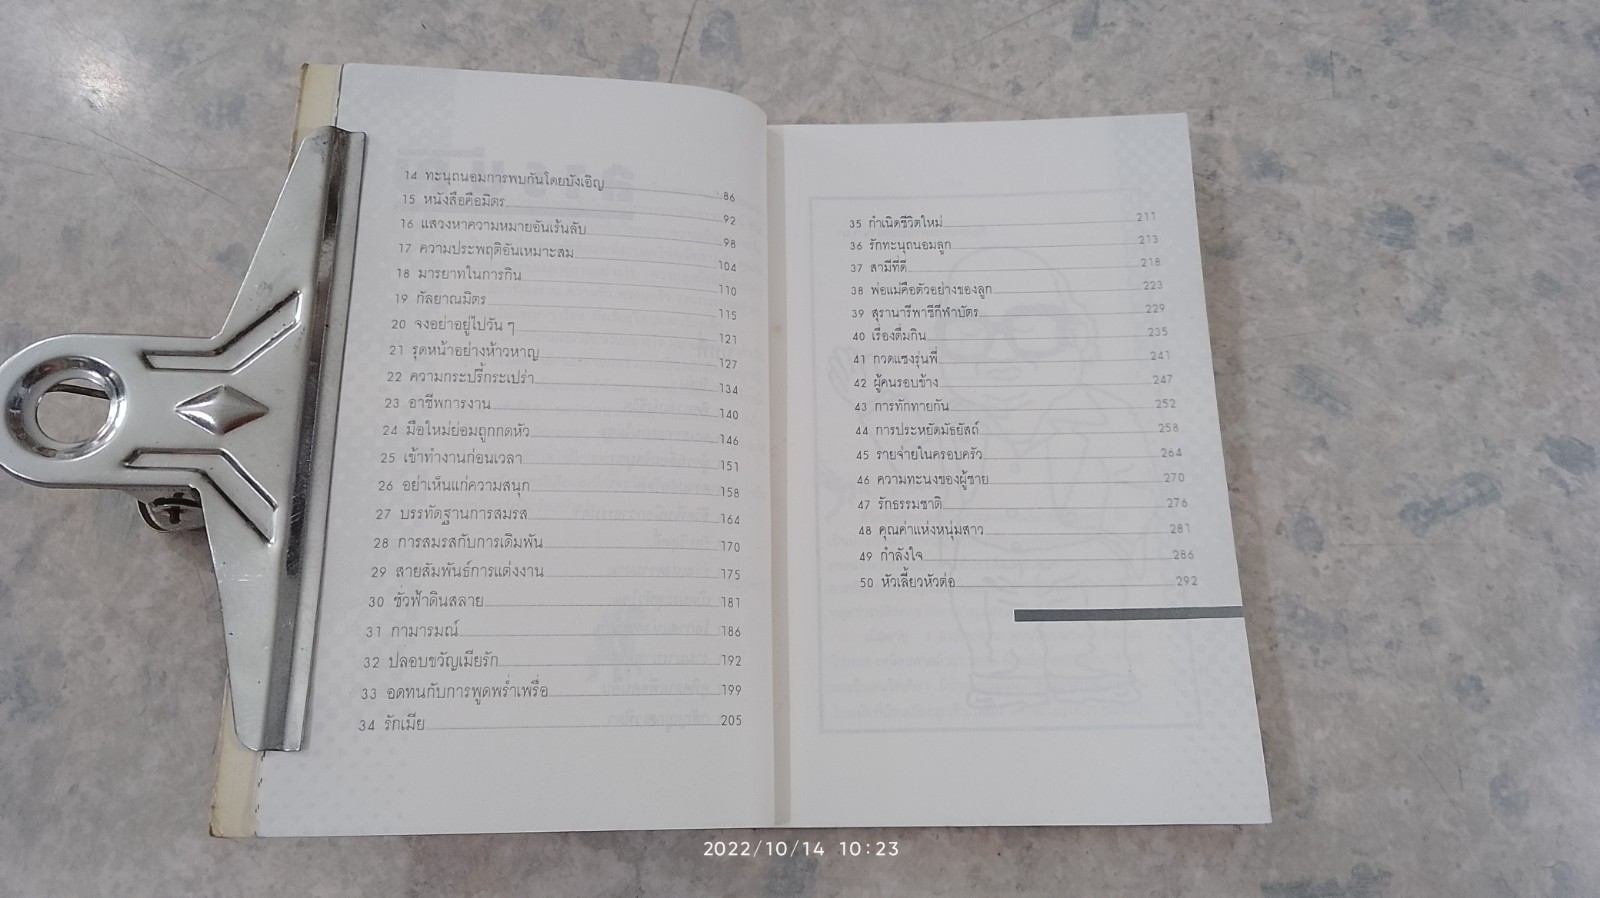 14 ทะนุถนอมการพบกันโดยบังเอิญ 86
15 หนังสือคือมิตร 92
16 แสวงหาความหมายอันเร้นลับ 98
17 ความประพฤติอันเหมาะสม 104
18 มารยาทในการกิน 110
19 กัลยาณมิตร 115
20 จงอย่าอยู่ไปวัน ๆ 121
21 รุดหน้าอย่างห้าวหาญ 127
22 ความกระปรี้กระเปร่า 134
23 อาชีพการงาน 140
24 มือใหม่ย่อมถูกกดหัว 146
25 เข้าทำงานก่อนเวลา 151
26 อย่าเห็นแก่ความสนุก 158
27 บรรทัดฐานการสมรส 164
28 การสมรสกับการเดิมพัน 170
29 สายสัมพันธ์การแต่งงาน 175
30 ชั่วฟ้าดินสลาย 181
31 กามารมณ์ 186
32 ปลอบขวัญเมียรัก 192
33 อดทนกับการพูดพร่ำเพรื่อ 199
34 รักเมีย 205
35 กำเนิดชีวิตใหม่ 211
36 รักทะนุถนอมลูก 213
37 สามีที่ดี 218
38 พ่อแม่คือตัวอย่างของลูก 223
39 สุรานารีพาชีกีฬาบัตร 229
40 เรื่องดื่มกิน 235
41 กวดแซงรุ่นพี่ 241
42 ผู้คนรอบข้าง 247
43 การทักทายกัน 252
44 การประหยัดมัธยัสถ์ 258
45 รายจ่ายในครอบครัว 264
46 ความทะนงของผู้ชาย 270
47 รักธรรมชาติ 276
48 คุณค่าแห่งหนุ่มสาว 281
49 กำลังใจ 286
50 หัวเลี้ยวหัวต่อ 292
2022/10/14 10:23